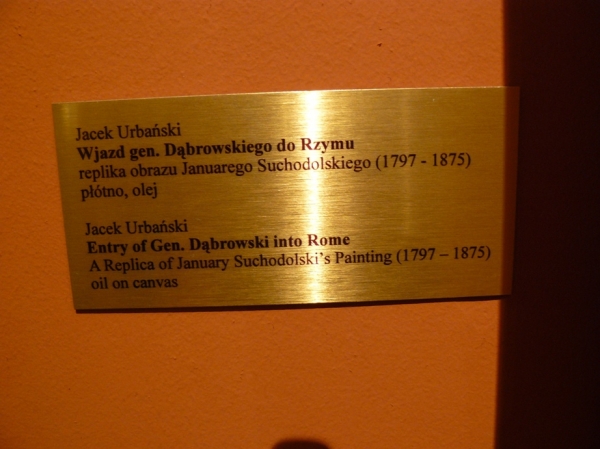 Jacek Urbański
Wjazd gen. Dąbrowskiego do Rzymu
replika obrazu Januarego Suchodolskiego (1797 - 1875)
płótno, olej
Jacek Urbański
Entry of Gen. Dąbrowski into Rome
A Replica of January Suchodolski's Painting (1797 – 1875)
oil on canvas